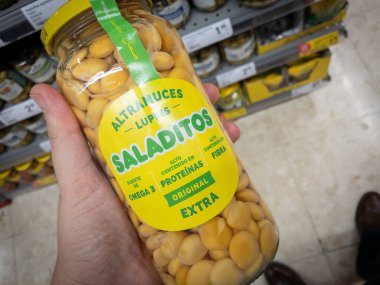 ALTRAMUCES
LUPINS
SALADITOS
FUENTE DE
OMEGA 3
ALTO
CONTENIDO EN
PROTEÍNAS
ALTO
CONTENIDO EN
FIBRA
ORIGINAL
EXTRA